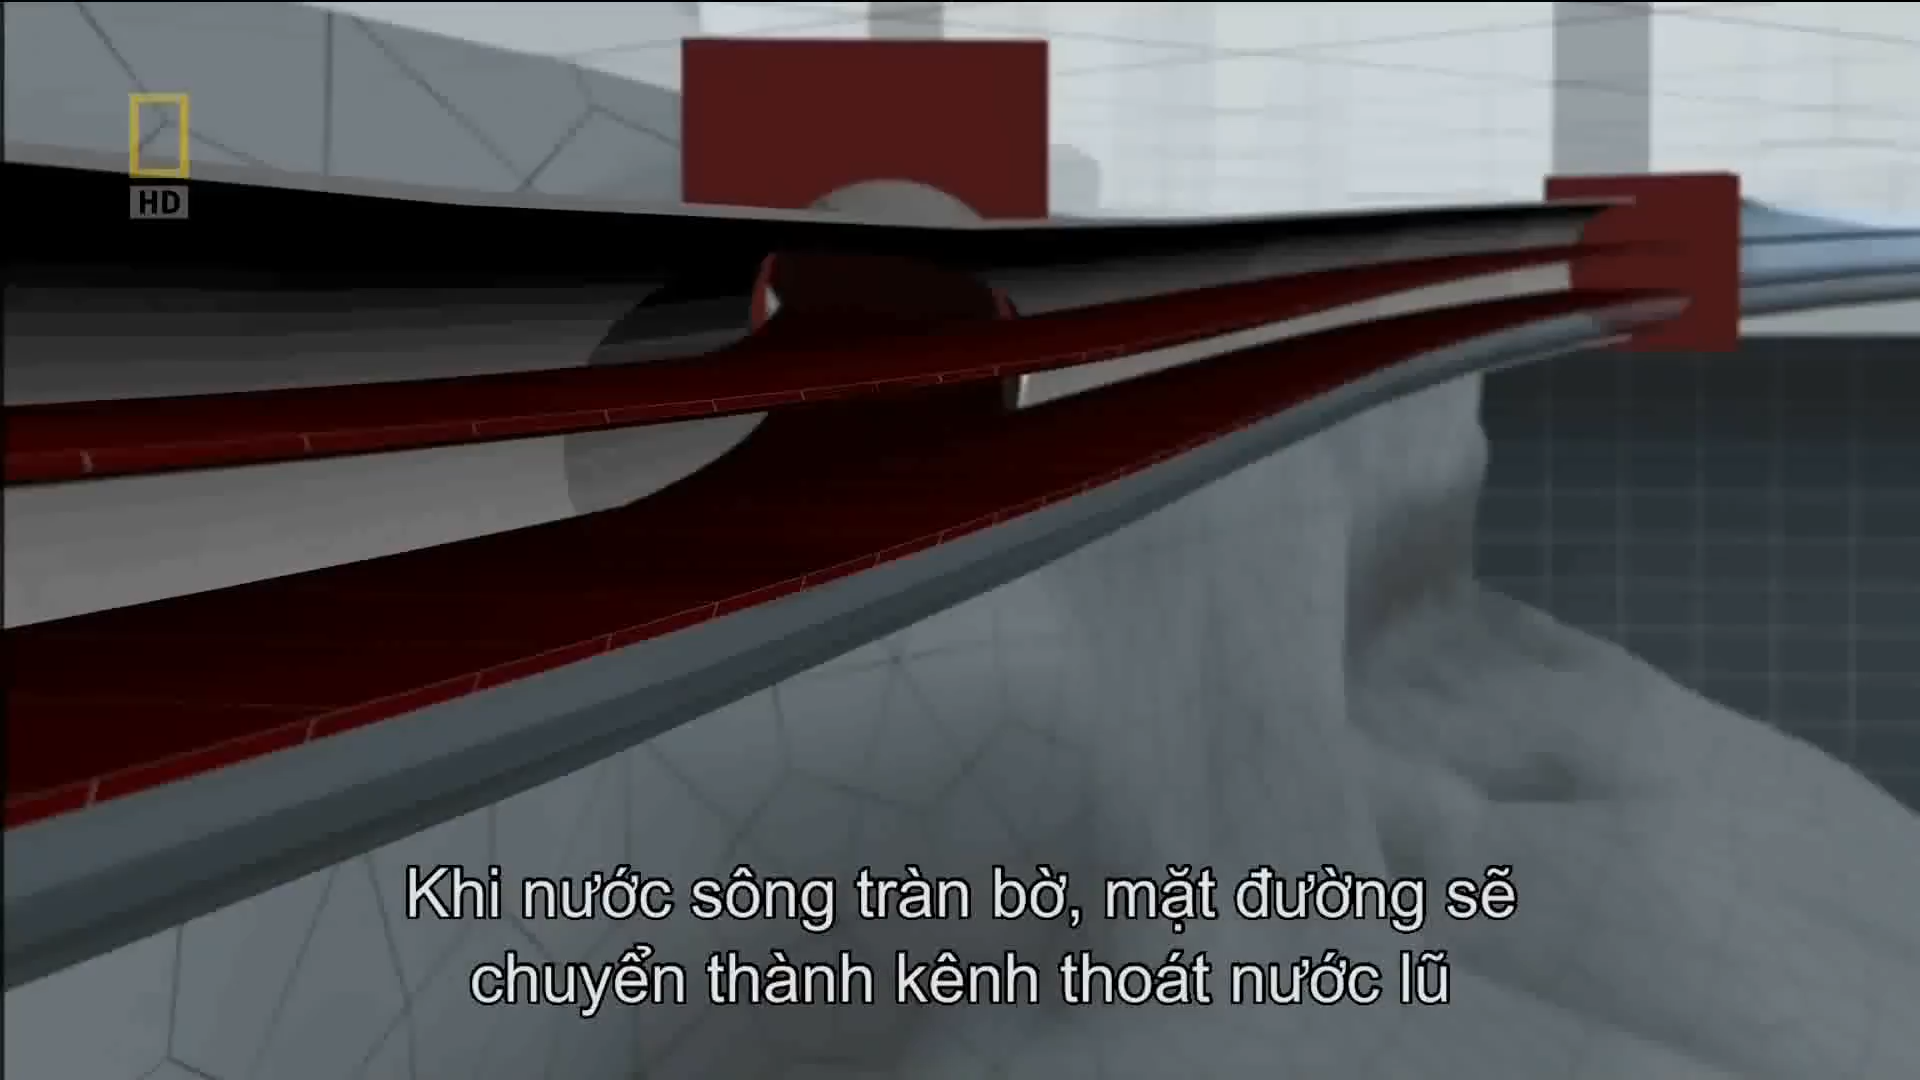 HD
Khi nước sông tràn bờ, mặt đường sẽ
chuyển thành kênh thoát nước lũ